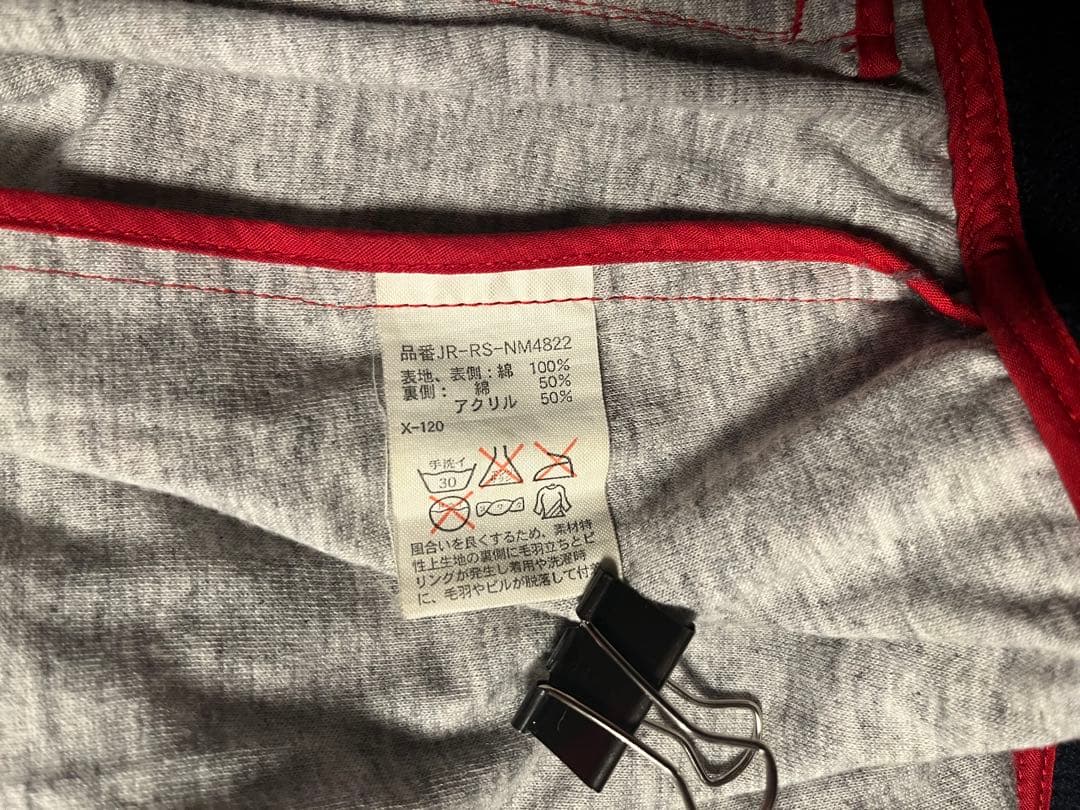 品番JR-RS-NM4822
表地、表側：綿 100%
裏側： 綿 50%
アクリル 50%
X-120
手洗イ
30
風合いを良くするため、素材特
性上生地の裏側に毛羽立ちとピ
リングが発生し着用や洗濯時
に、毛羽やピルが脱落して付